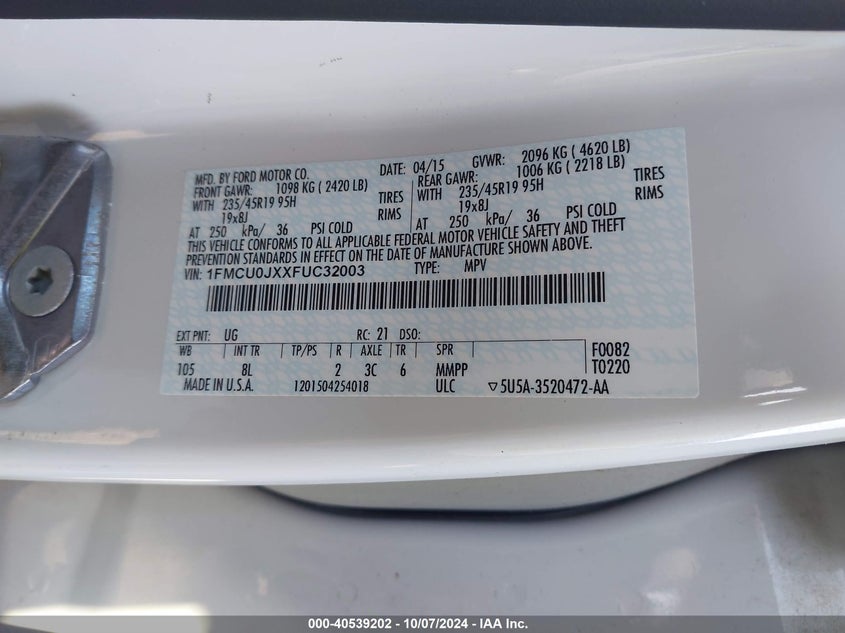 MFD. BY FORD MOTOR CO. DATE: 04/15 GVWR: 2096 KG ( 4620 LB)
FRONT GAWR: 1098 KG ( 2420 LB) REAR GAWR: 1006 KG ( 2218 LB)
WITH 235/45R19 95H TIRES WITH 235/45R19 95H TIRES
19x8J RIMS 19x8J RIMS
AT 250 kPa/ 36 PSI COLD AT 250 kPa/ 36 PSI COLD
THIS VEHICLE CONFORMS TO ALL APPLICABLE FEDERAL MOTOR VEHICLE SAFETY AND THEFT
PREVENTION STANDARDS IN EFFECT ON THE DATE OF MANUFACTURE SHOWN ABOVE.
VIN: 1FMCU0JXXFUC32003 TYPE: MPV
EXT PNT: UG RC: 21 DSO:
WB INT TR TP/PS R AXLE TR SPR F0082
105 8L 2 3C 6 MMPP T0220
MADE IN U.S.A. 1201504254018 ULC ▽5U5A-3520472-AA
000-40539202 - 10/07/2024 - IAA Inc.